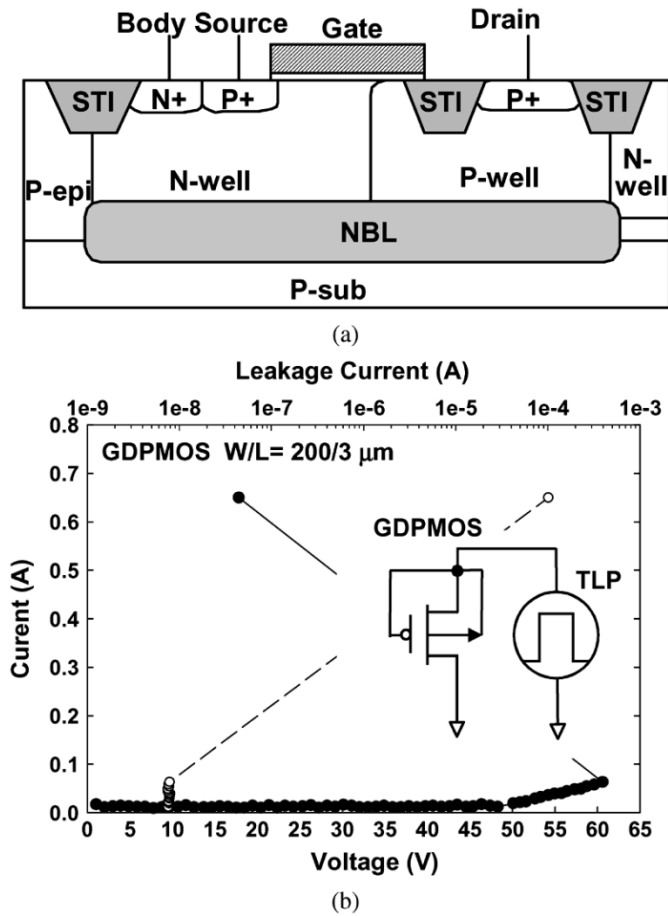 Body Source Gate Drain
STI N+ P+ STI P+ STI
P-epi N-well P-well N-
well
NBL
P-sub
(a)
Leakage Current (A)
1e-9 1e-8 1e-7 1e-6 1e-5 1e-4 1e-3
0.8
GDPMOS W/L= 200/3 μm
0.7
0.6
GDPMOS
TLP
0.5
0.4
0.3
0.2
0.1
0.0
Curent (A)
0 5 10 15 20 25 30 35 40 45 50 55 60 65
Voltage (V)
(b)